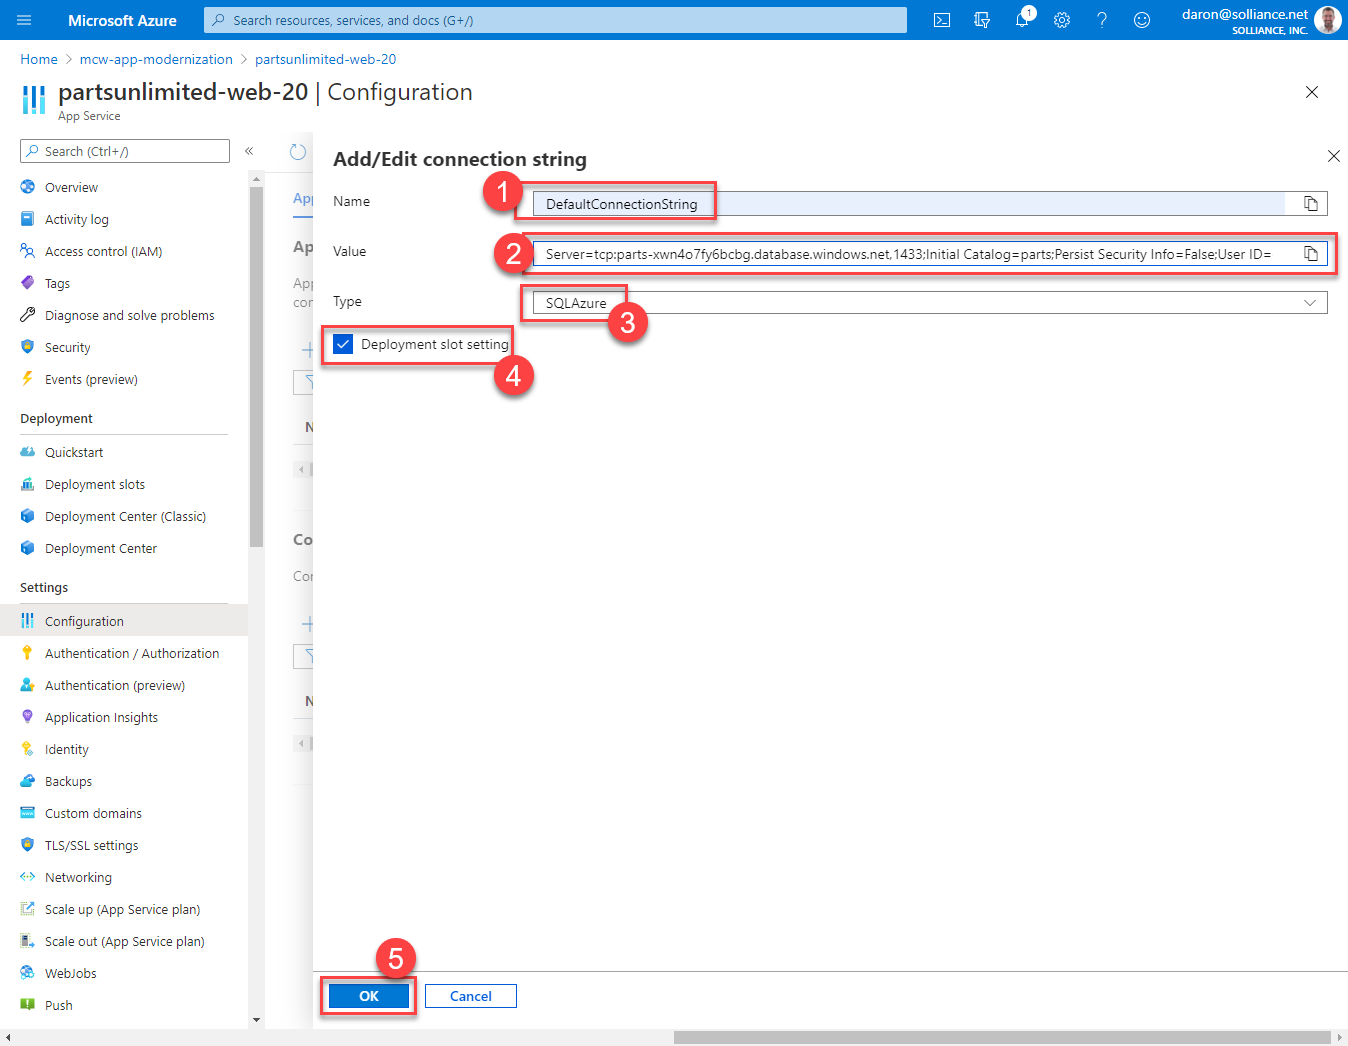 Microsoft Azure
Search resources, services, and docs (G+/)
1
daron@solliance.net
SOLLIANCE, INC.
Home > mcw-app-modernization > partsunlimited-web-20
partsunlimited-web-20 | Configuration
App Service
Search (Ctrl+/)
«
Overview
Activity log
Access control (IAM)
Tags
Diagnose and solve problems
Security
Events (preview)
Deployment
Quickstart
Deployment slots
Deployment Center (Classic)
Deployment Center
Settings
Configuration
Authentication / Authorization
Authentication (preview)
Application Insights
Identity
Backups
Custom domains
TLS/SSL settings
Networking
Scale up (App Service plan)
Scale out (App Service plan)
WebJobs
Push
App
Ap
App
con
N
Co
Con
N
Add/Edit connection string
Name
1
DefaultConnectionString
Value
2
Server=tcp:parts-xwn4o7fy6bcbg.database.windows.net,1433;Initial Catalog=parts;Persist Security Info=False;User ID=
Type
SQLAzure
3
Deployment slot setting
4
5
OK
Cancel